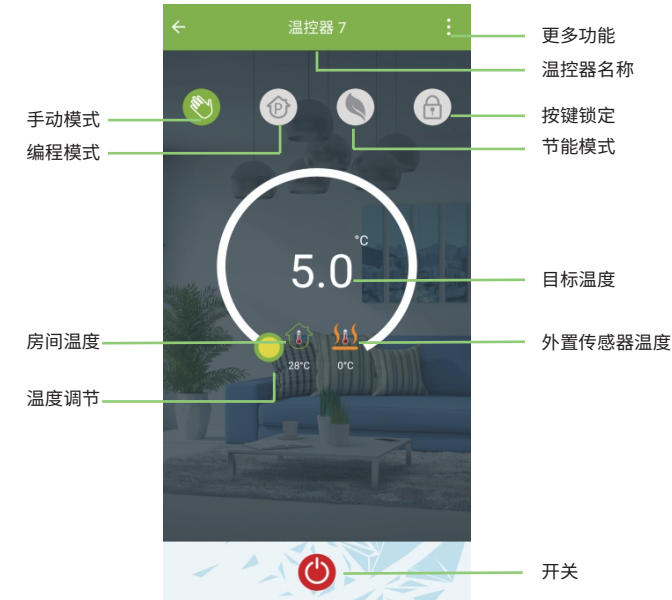 温控器 7
更多功能
温控器名称
手动模式
编程模式
P
按键锁定
节能模式
°C
5.0
目标温度
房间温度
外置传感器温度
28°C
0°C
温度调节
开关